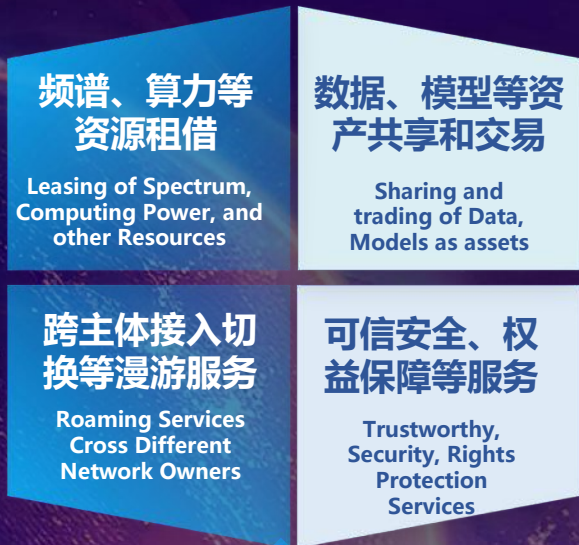 频谱、算力等
资源租借
Leasing of Spectrum,
Computing Power, and
other Resources
数据、模型等资
产共享和交易
Sharing and
trading of Data,
Models as assets
跨主体接入切
换等漫游服务
Roaming Services
Cross Different
Network Owners
可信安全、权
益保障等服务
Trustworthy,
Security, Rights
Protection
Services